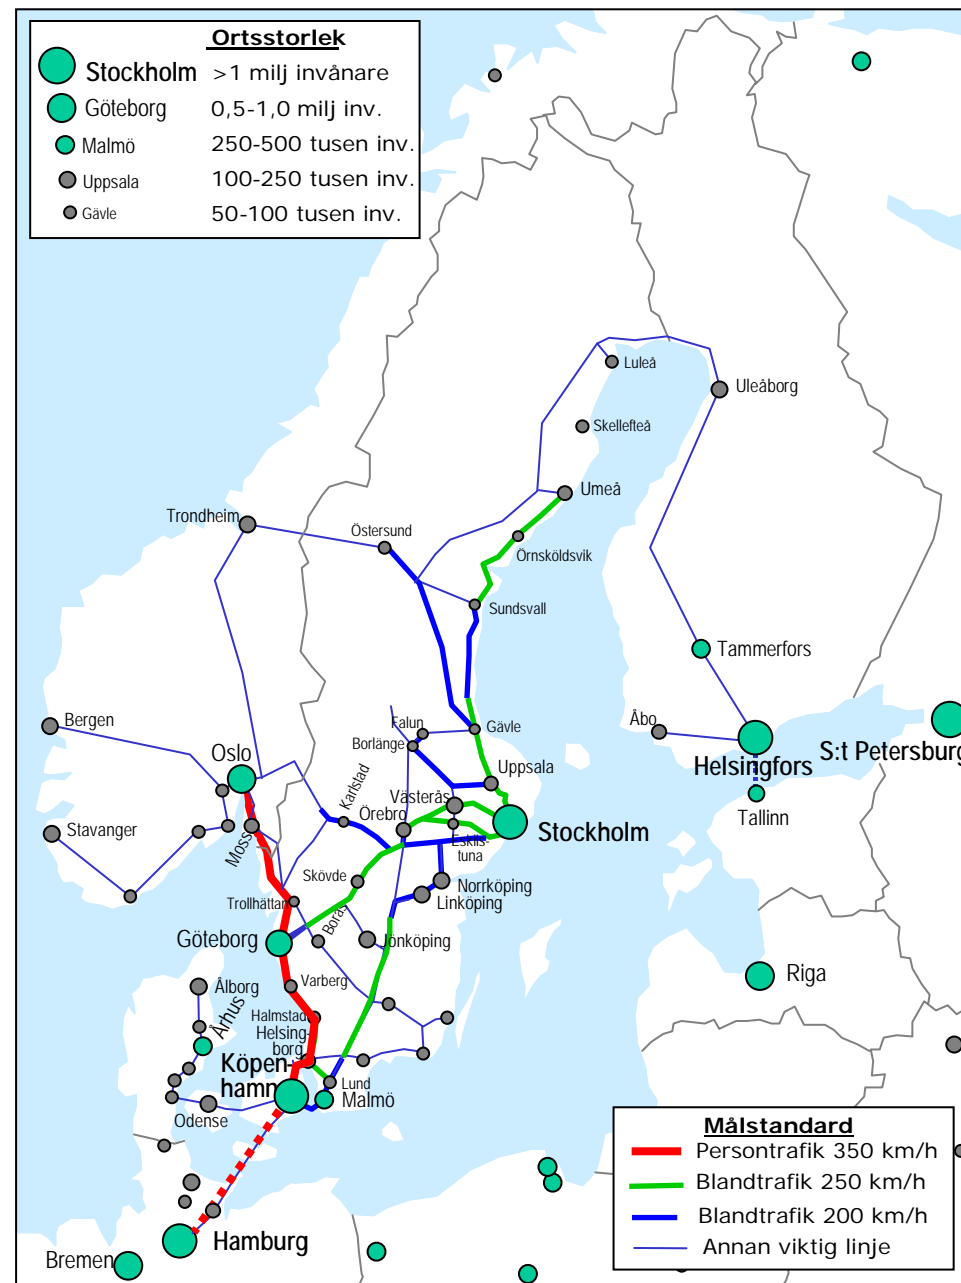 Ortsstorlek
Stockholm >1 milj invånare
Göteborg 0,5-1,0 milj inv.
Malmö 250-500 tusen inv.
Uppsala 100-250 tusen inv.
Gävle 50-100 tusen inv.
Luleå
Uleåborg
Skellefteå
Umeå
Trondheim
Östersund
Örnsköldsvik
Sundsvall
Tammerfors
Bergen
Falun
Gävle
Åbo
Borlänge
Oslo
S:t Petersburg
Helsingfors
Uppsala
Karlstad
Västerås
Tallinn
Örebro
Stavanger
Moss
Stockholm
Eskils-
tuna
Skövde
Norrköping
Linköping
Trollhättan
Borås
Göteborg
Jönköping
Riga
Varberg
Ålborg
Århus
Halmstad
Helsing-
borg
Köpen-
hamn
Lund
Malmö
Odense
Hamburg
Bremen
Målstandard
Persontrafik 350 km/h
Blandtrafik 250 km/h
Blandtrafik 200 km/h
Annan viktig linje